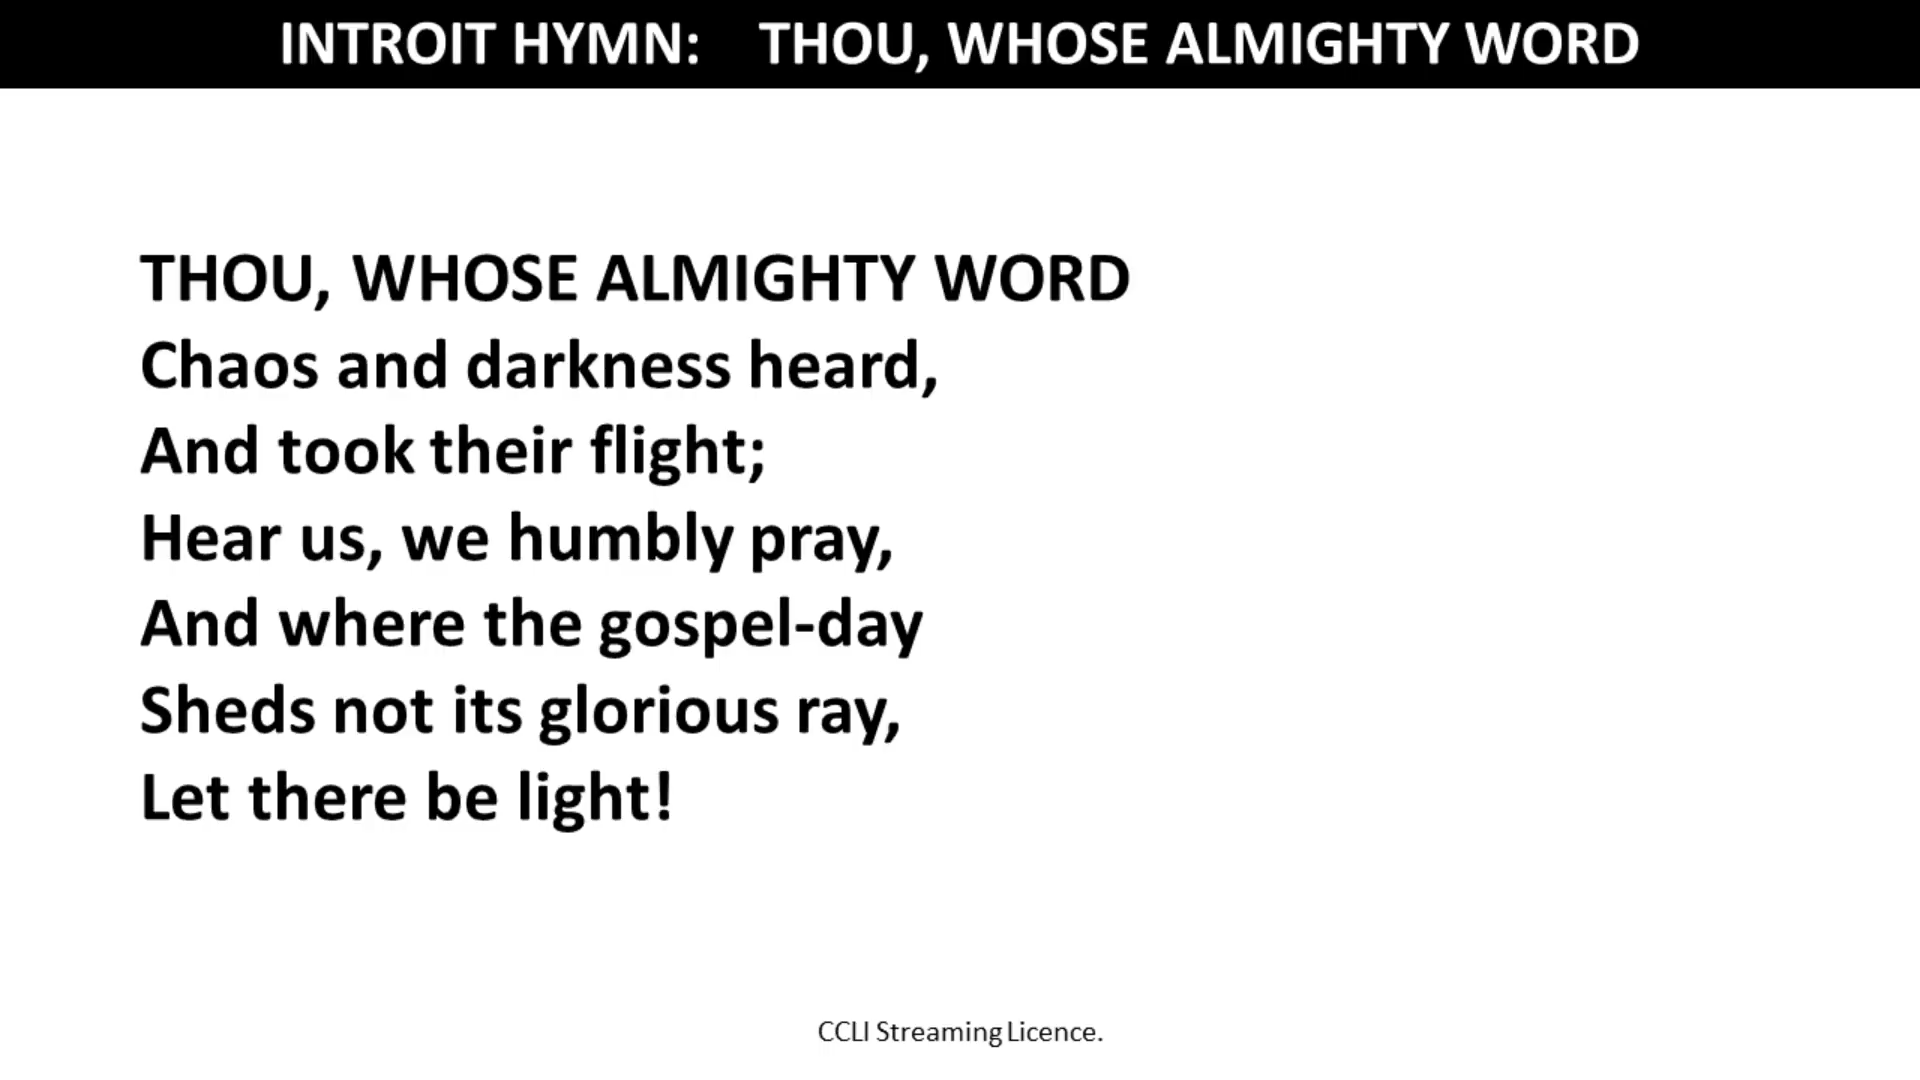 INTROIT HYMN: THOU, WHOSE ALMIGHTY WORD
THOU, WHOSE ALMIGHTY WORD
Chaos and darkness heard,
And took their flight;
Hear us, we humbly pray,
And where the gospel-day
Sheds not its glorious ray,
Let there be light!
CCLI Streaming Licence.